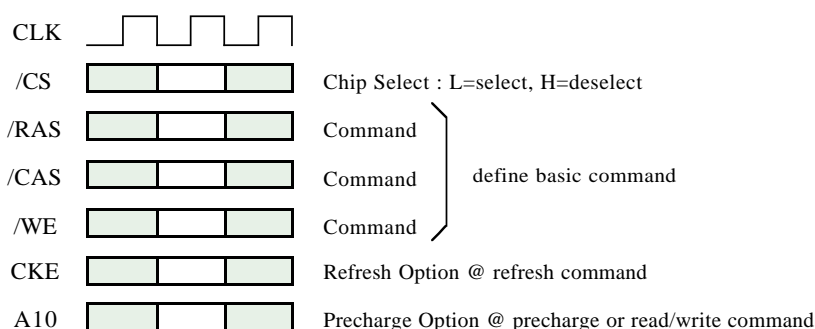 CLK
/CS Chip Select : L=select, H=deselect
/RAS Command
/CAS Command define basic command
/WE Command
CKE Refresh Option @ refresh command
A10 Precharge Option @ precharge or read/write command